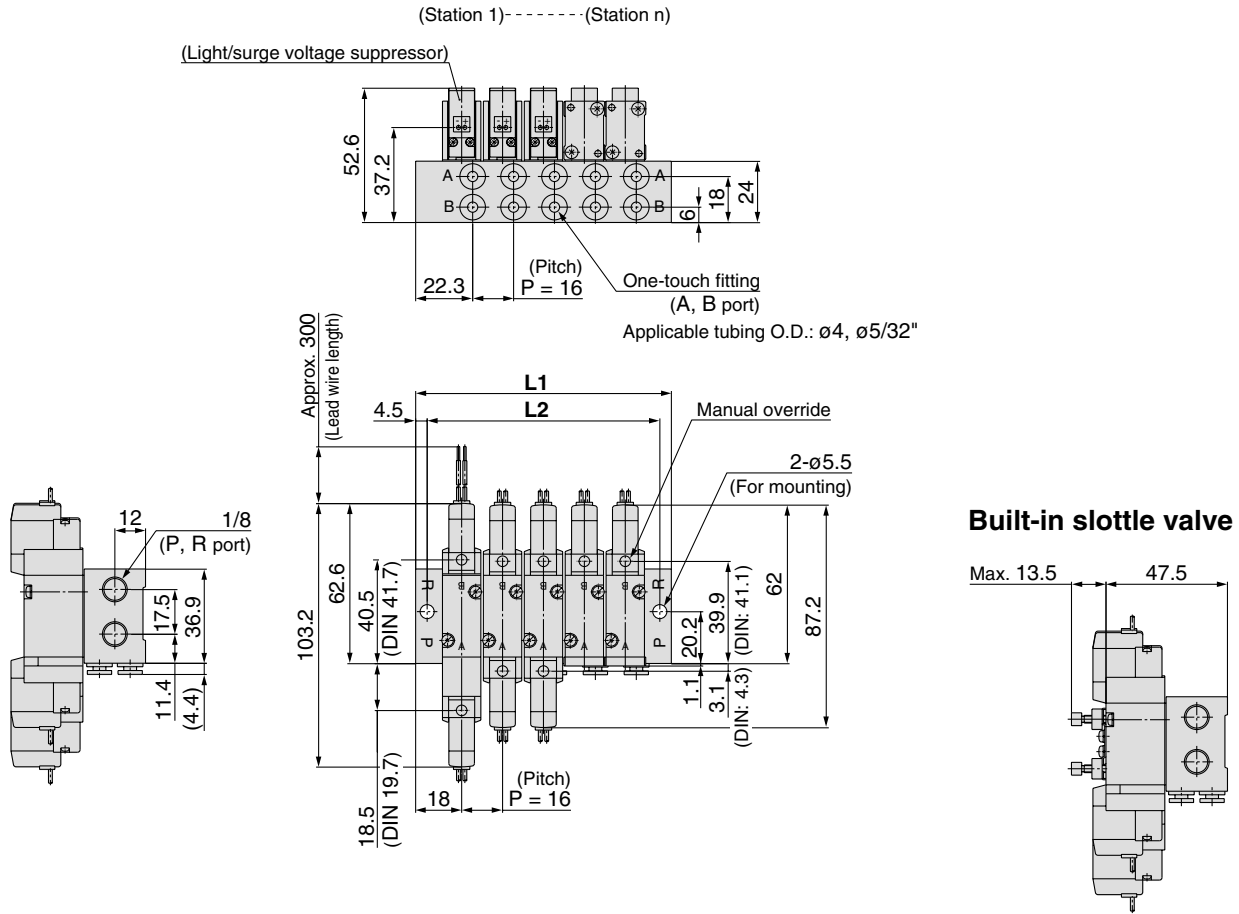 (Station 1)------(Station n)
(Light/surge voltage suppressor)
52.6
37.2
A
A
B
B
6
18
24
22.3
(Pitch)
P = 16
One-touch fitting
(A, B port)
Applicable tubing O.D.: ø4, ø5/32"
Approx. 300
(Lead wire length)
L1
L2
4.5
Manual override
2-ø5.5
(For mounting)
12
1/8
(P, R port)
17.5
36.9
11.4
(4.4)
103.2
62.6
40.5
(DIN 41.7)
R
P
B
B
B
B
B
A
A
A
A
A
R
P
20.2
39.9
(DIN: 41.1)
62
87.2
1.1
3.1
(DIN: 4.3)
18.5
(DIN 19.7)
18
(Pitch)
P = 16
Built-in slottle valve
Max. 13.5
47.5